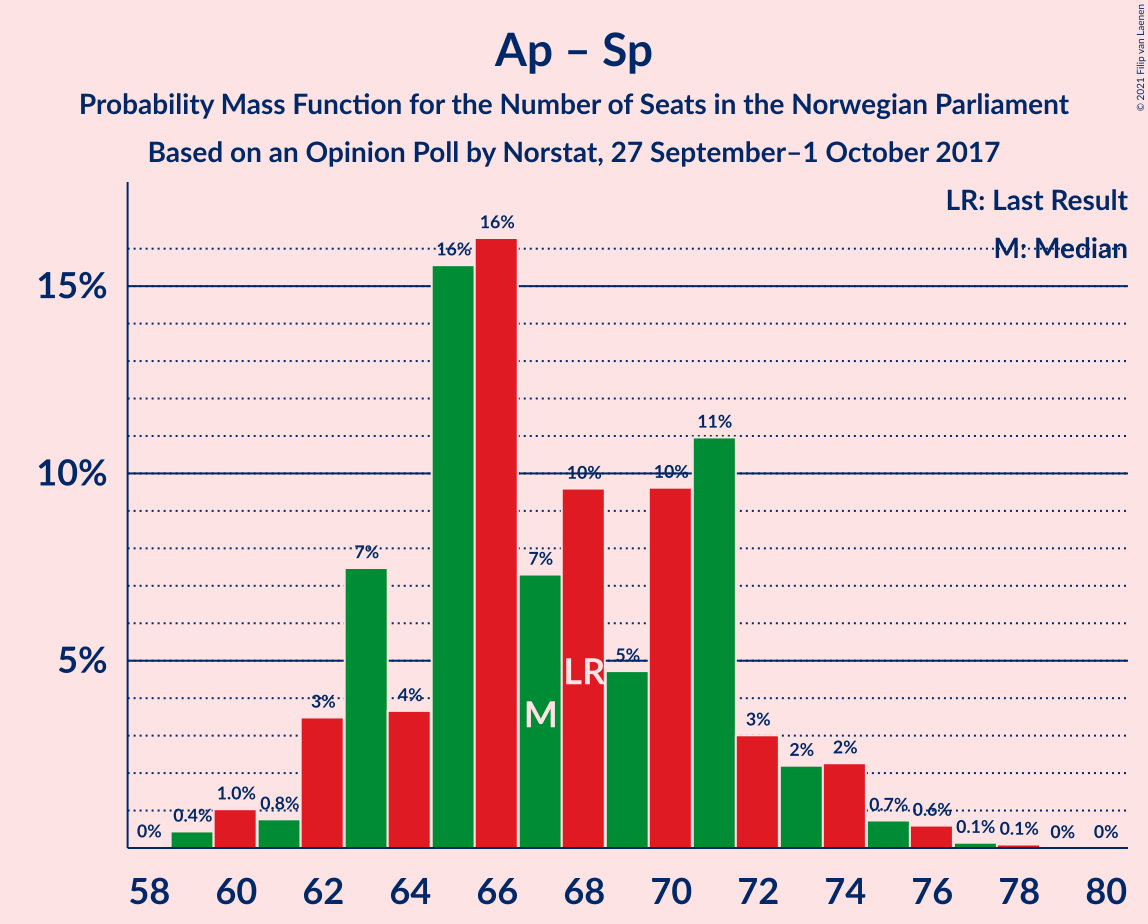 Ap – Sp
Probability Mass Function for the Number of Seats in the Norwegian Parliament
Based on an Opinion Poll by Norstat, 27 September–1 October 2017
© 2021 Filip van Laenen
LR: Last Result
M: Median
15%
10%
5%
0%
0.4%
1.0%
0.8%
3%
7%
4%
16%
16%
7%
10%
5%
10%
11%
3%
2%
2%
0.7%
0.6%
0.1%
0.1%
0%
0%
M
LR
58 60 62 64 66 68 70 72 74 76 78 80